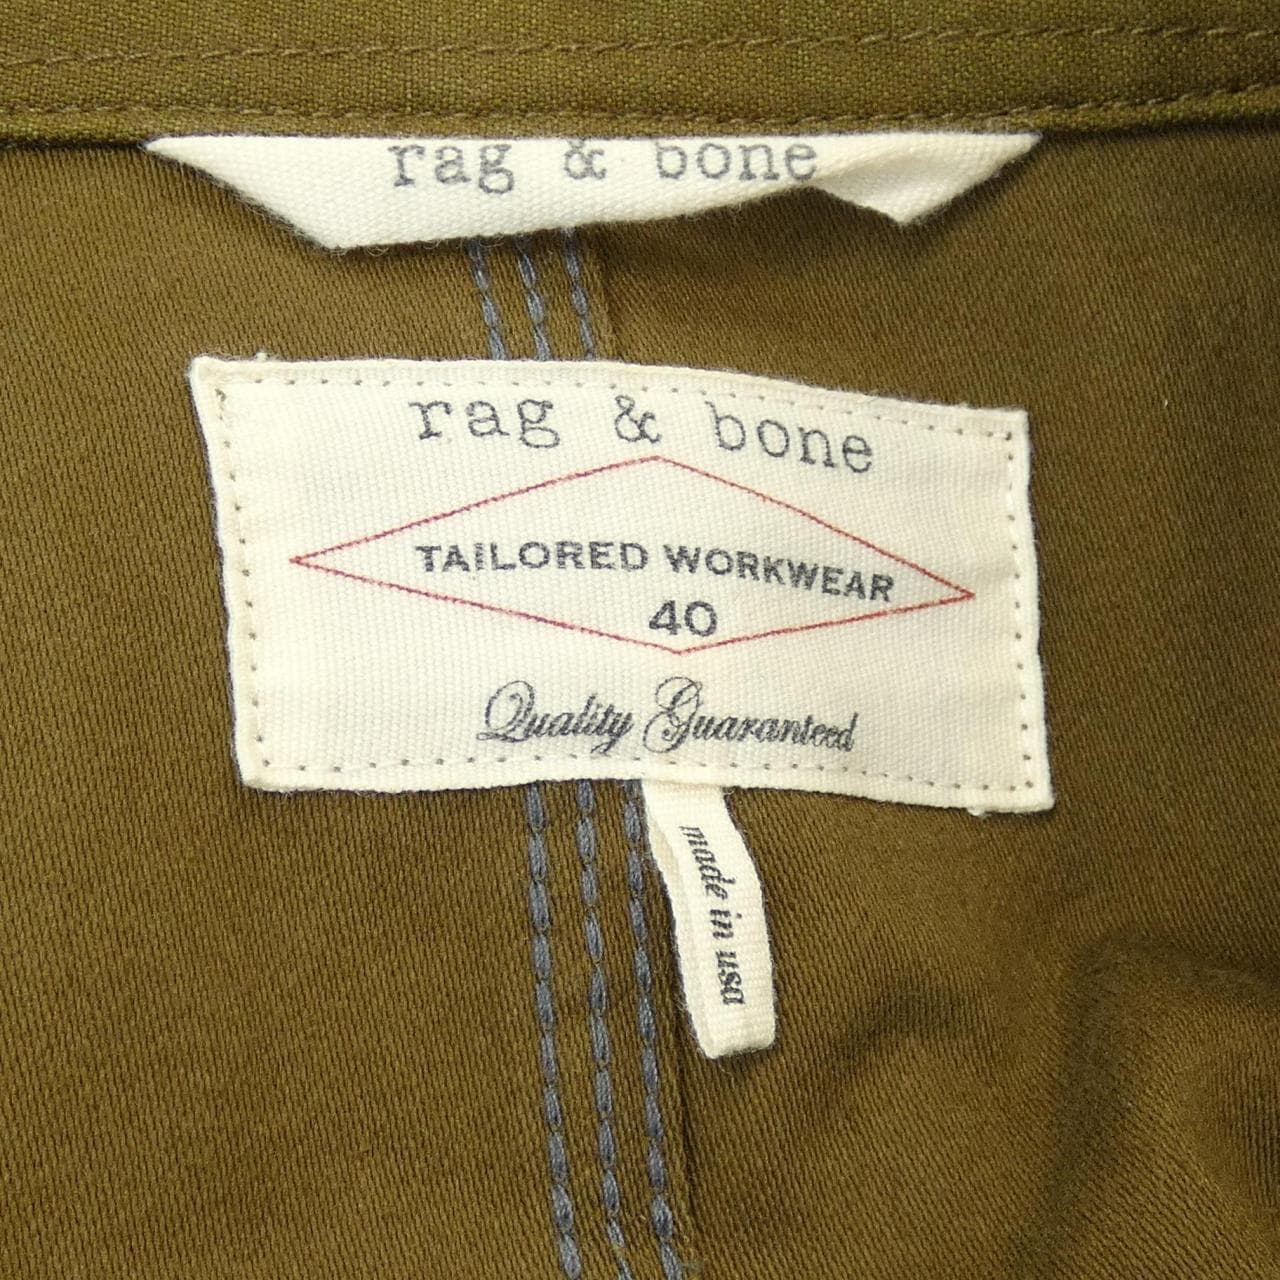 rag & bone
rag & bone
TAILORED WORKWEAR
40
Quality Guaranteed
made in usa